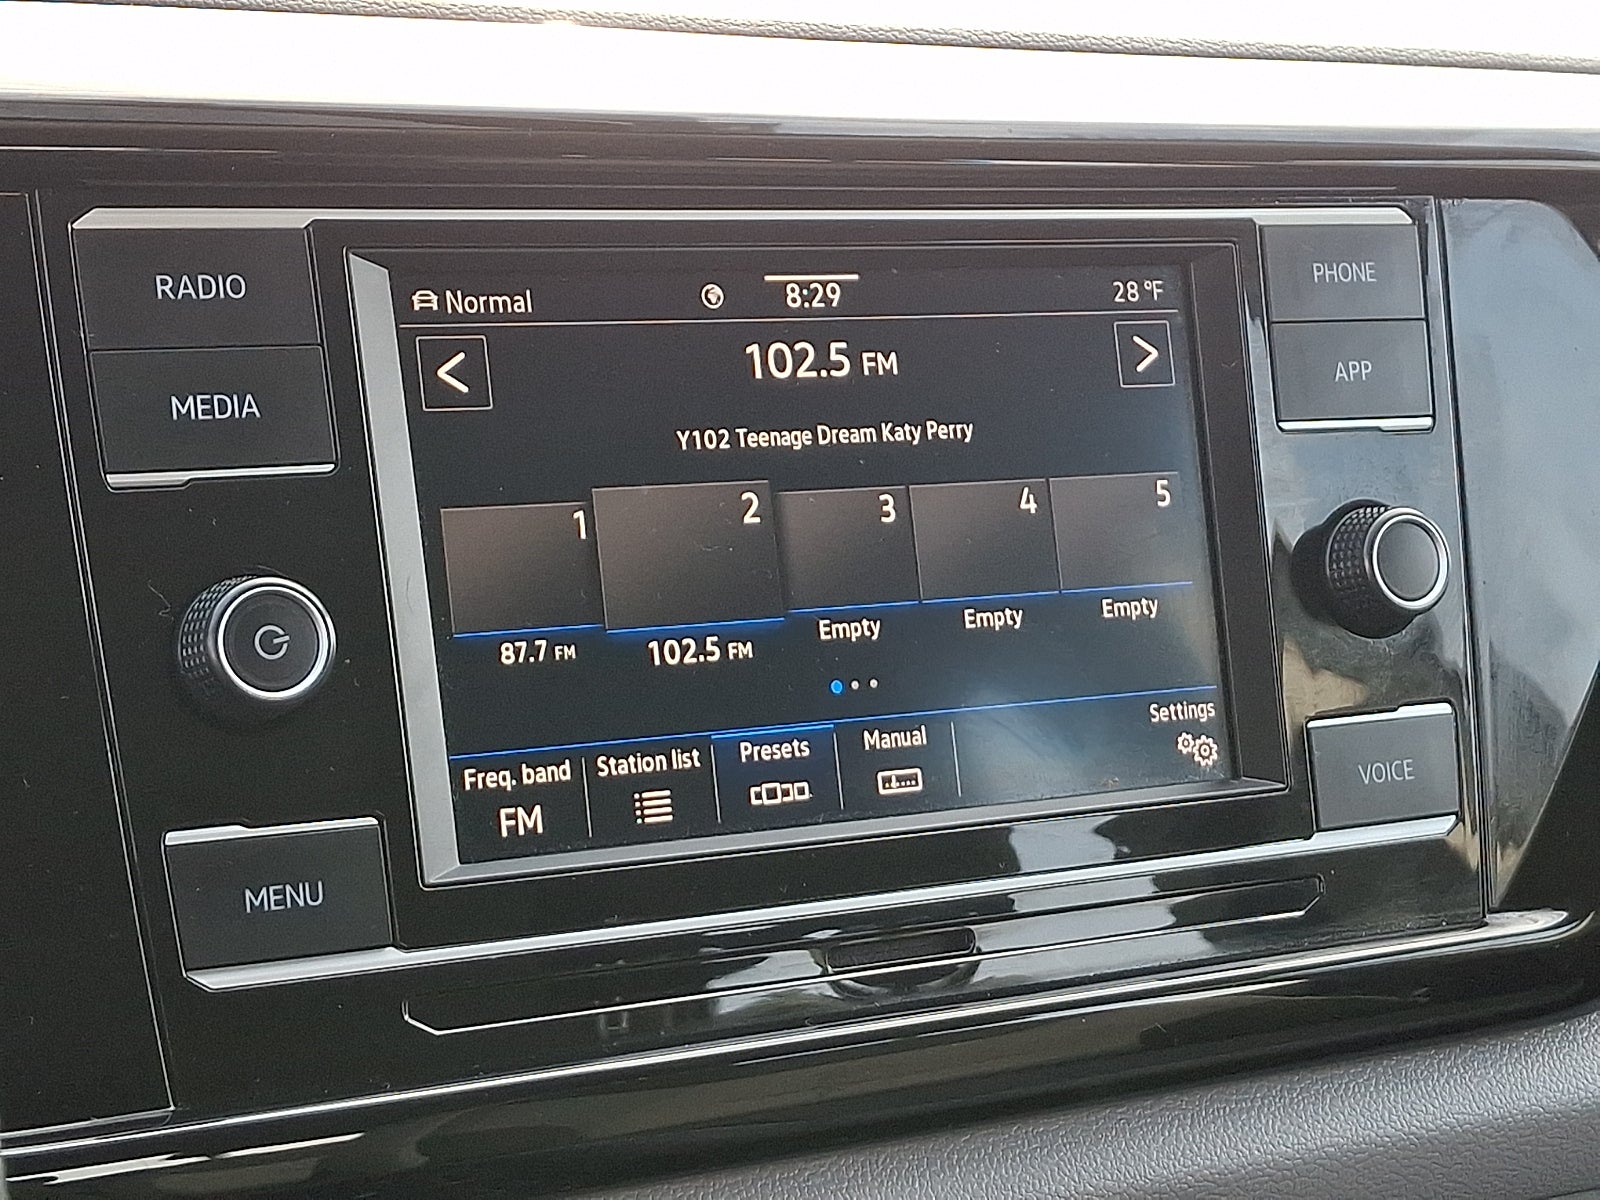 RADIO
MEDIA
MENU
Normal
8:29
28 °F
<
102.5 FM
>
Y102 Teenage Dream Katy Perry
1
2
3
4
5
87.7 FM
102.5 FM
Empty
Empty
Empty
Freq. band
FM
Station list
Presets
Manual
Settings
PHONE
APP
VOICE